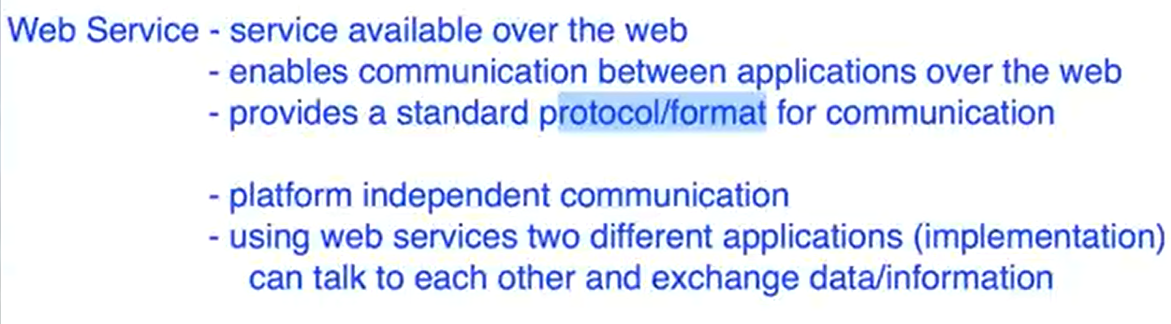 Web Service - service available over the web
- enables communication between applications over the web
- provides a standard protocol/format for communication
- platform independent communication
- using web services two different applications (implementation)
can talk to each other and exchange data/information